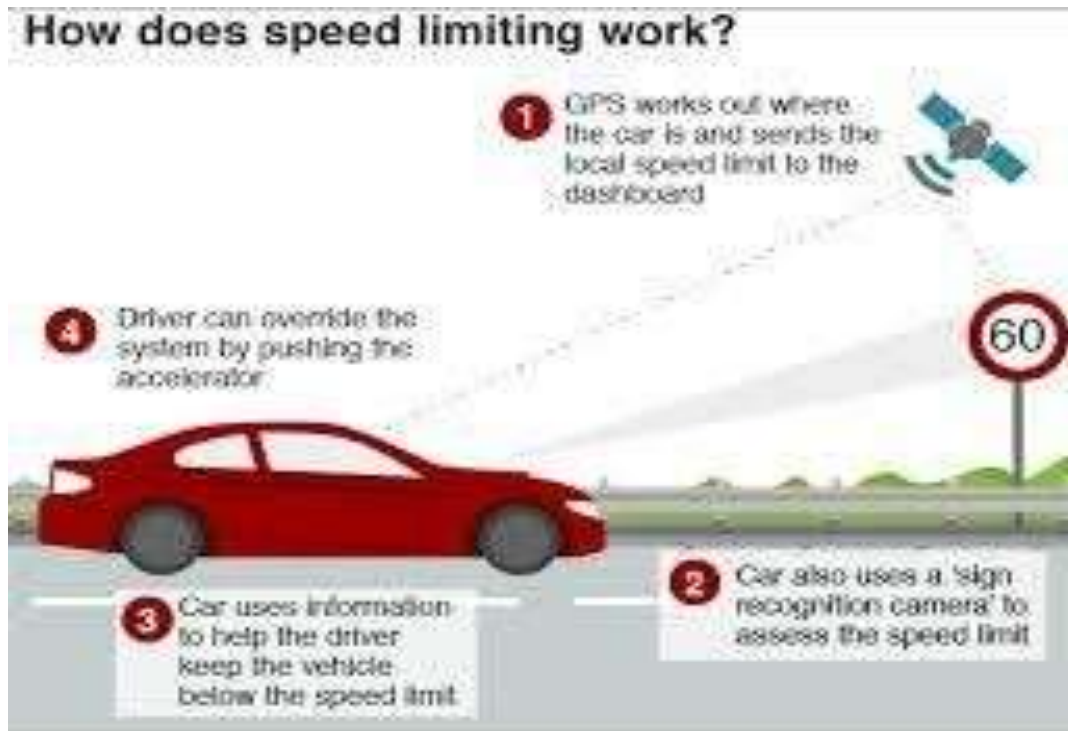 How does speed limiting work?
1
GPS works out where
the car is and sends the
local speed limit to the
dashboard
60
4
Driver can override the
system by pushing the
accelerator
2
Car also uses a 'sign
recognition camera' to
assess the speed limit
3
Car uses information
to help the driver
keep the vehicle
below the speed limit